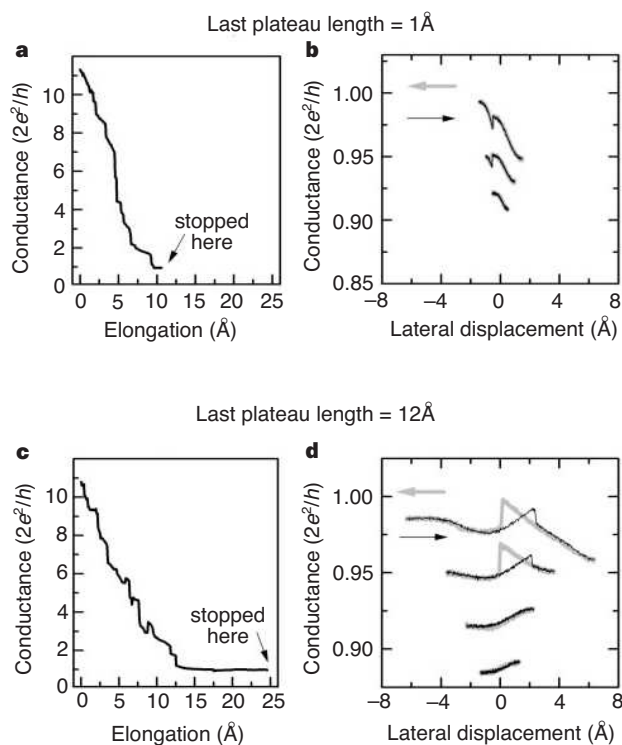 Last plateau length = 1Å
a
Conductance (2e²/h)
10
8
6
4
2
0
stopped
here
0 5 10 15 20 25
Elongation (Å)
b
Conductance (2e²/h)
1.00
0.95
0.90
0.85
−8 −4 0 4 8
Lateral displacement (Å)
Last plateau length = 12Å
c
Conductance (2e²/h)
10
8
6
4
2
0
stopped
here
0 5 10 15 20 25
Elongation (Å)
d
Conductance (2e²/h)
1.00
0.95
0.90
−8 −4 0 4 8
Lateral displacement (Å)